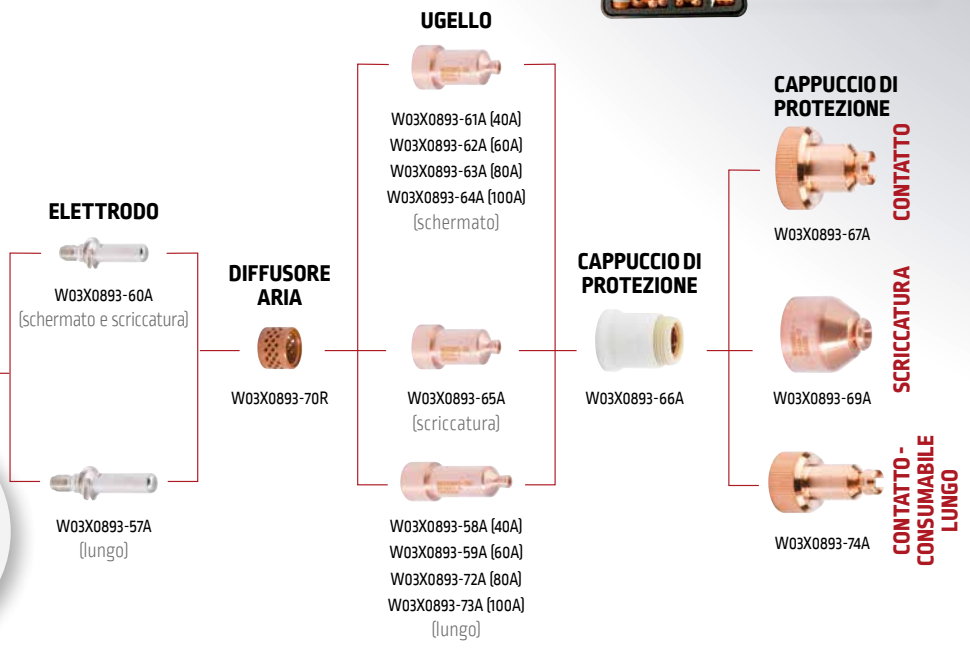 ELETTRODO
W03X0893-60A
(schermato e scriccatura)
W03X0893-57A
(lungo)
DIFFUSORE
ARIA
W03X0893-70R
UGELLO
W03X0893-61A (40A)
W03X0893-62A (60A)
W03X0893-63A (80A)
W03X0893-64A (100A)
(schermato)
W03X0893-65A
(scriccatura)
W03X0893-58A (40A)
W03X0893-59A (60A)
W03X0893-72A (80A)
W03X0893-73A (100A)
(lungo)
CAPPUCCIO DI
PROTEZIONE
W03X0893-66A
CAPPUCCIO DI
PROTEZIONE
W03X0893-67A
CONTATTO
W03X0893-69A
SCRICCATURA
W03X0893-74A
CONTATTO -
CONSUMABILE
LUNGO